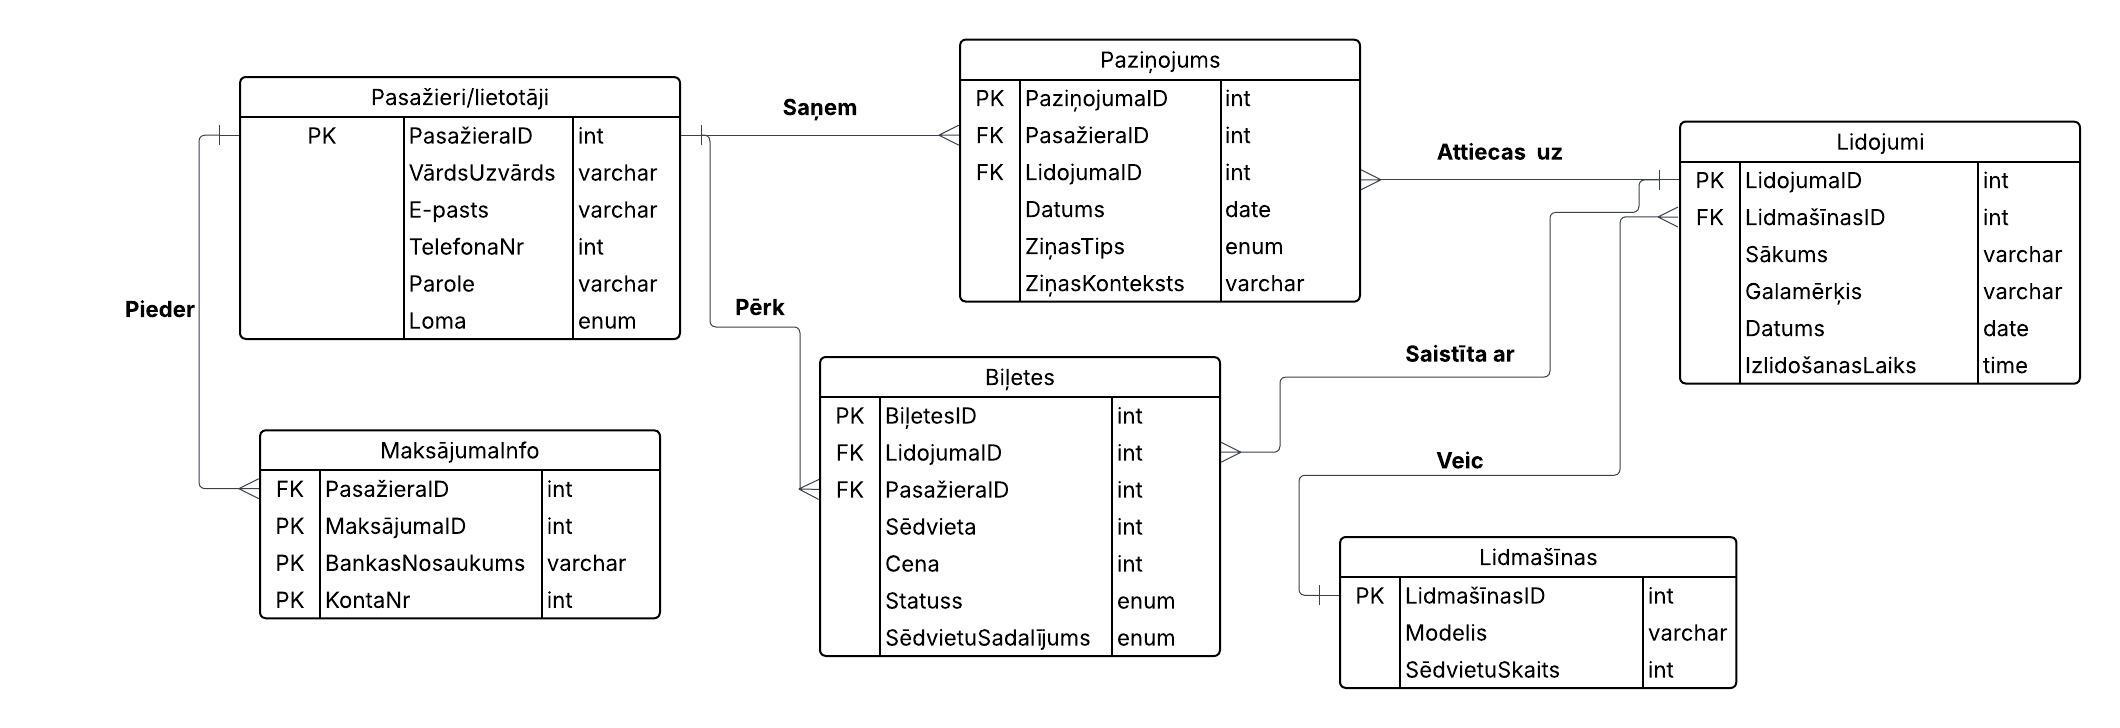 Pasažieri/lietotāji
PK PasažieraID int
VārdsUzvārds varchar
E-pasts varchar
TelefonaNr int
Parole varchar
Loma enum
Saņem
Paziņojums
PK PaziņojumaID int
FK PasažieraID int
FK LidojumaID int
Datums date
ZiņasTips enum
ZiņasKonteksts varchar
Attiecas uz
Lidojumi
PK LidojumaID int
FK LidmašīnasID int
Sākums varchar
Galamērķis varchar
Datums date
IzlidošanasLaiks time
Pieder
Pērk
Saistīta ar
MaksājumaInfo
FK PasažieraID int
PK MaksājumaID int
PK BankasNosaukums varchar
PK KontaNr int
Biļetes
PK BiļetesID int
FK LidojumaID int
FK PasažieraID int
Sēdvieta int
Cena int
Statuss enum
SēdvietuSadalījums enum
Veic
Lidmašīnas
PK LidmašīnasID int
Modelis varchar
SēdvietuSkaits int